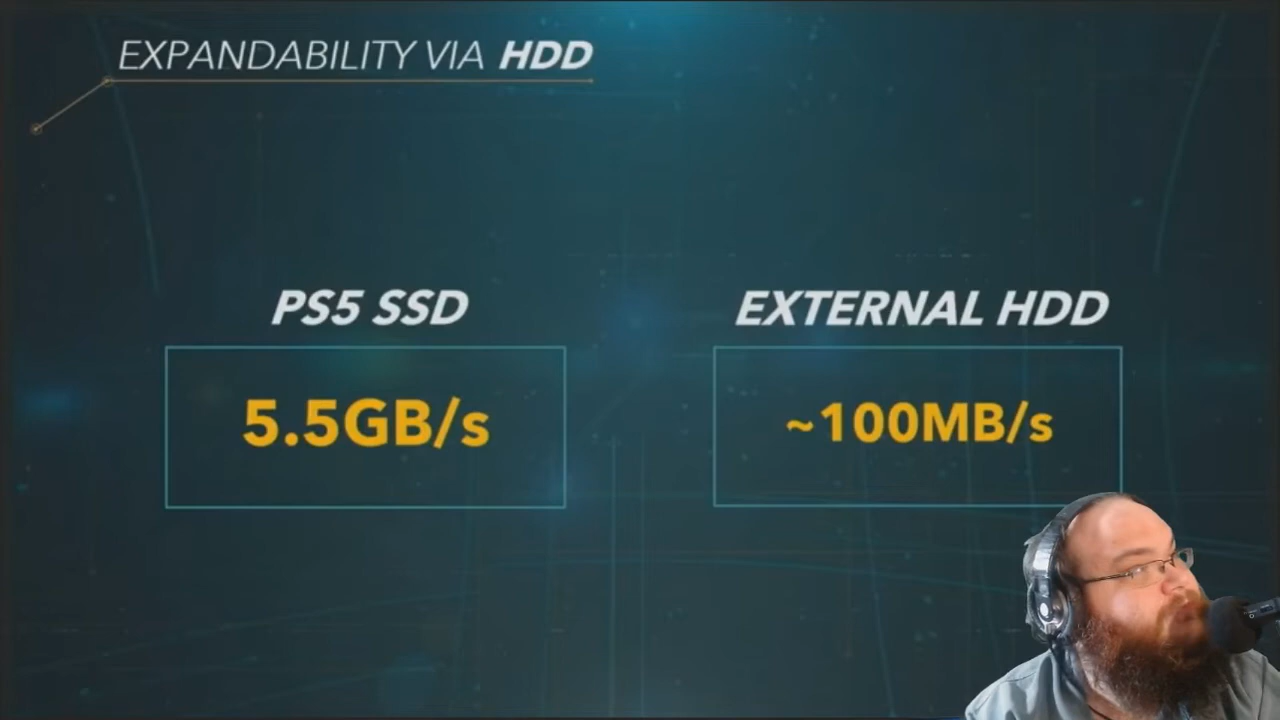 EXPANDABILITY VIA HDD
PS5 SSD
EXTERNAL HDD
5.5GB/s
~100MB/s